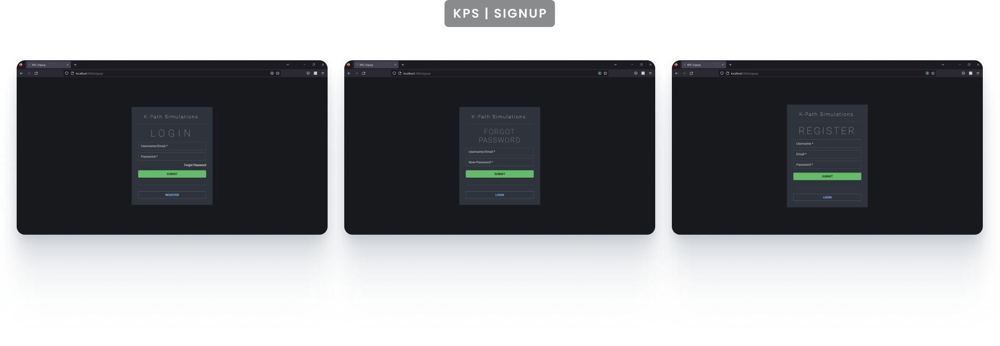 KPS | SIGNUP
KPS | Signup
localhost:3000/signup
K-Path Simulations.
LOGIN
Username/Email *
Password *
Forgot Password
SUBMIT
REGISTER
KPS | Signup
localhost:3000/signup
K-Path Simulations.
FORGOT
PASSWORD
Username/Email *
New-Password *
SUBMIT
LOGIN
KPS | Signup
localhost:3000/signup
K-Path Simulations.
REGISTER
Username *
Email *
Password *
SUBMIT
LOGIN